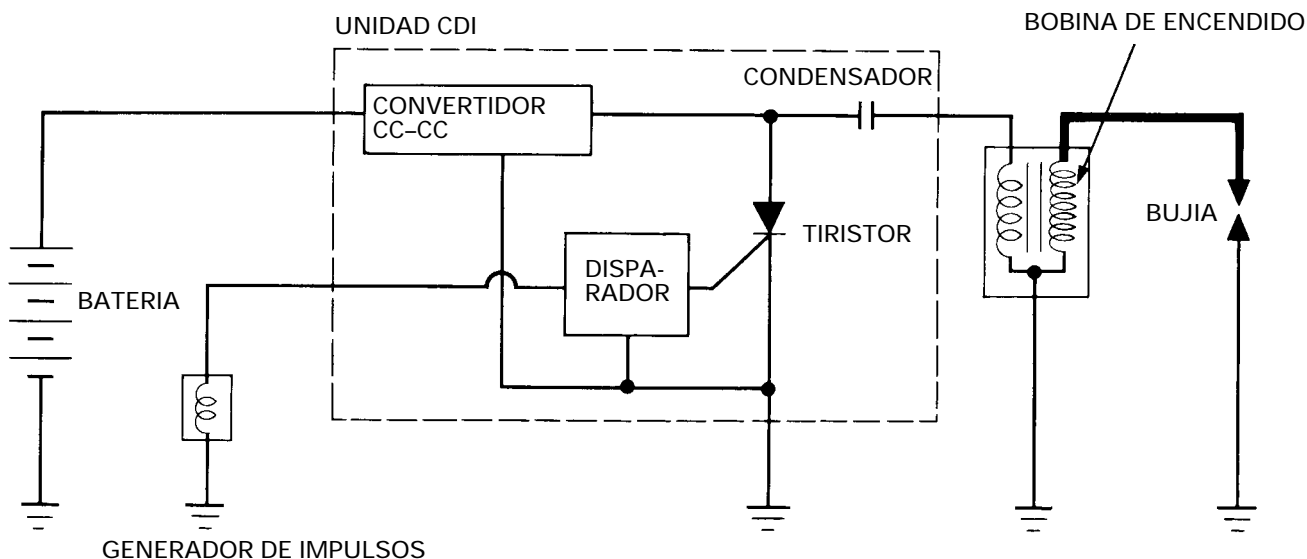 UNIDAD CDI
BOBINA DE ENCENDIDO
CONDENSADOR
CONVERTIDOR
CC–CC
TIRISTOR
BUJIA
DISPA-
RADOR
BATERIA
GENERADOR DE IMPULSOS